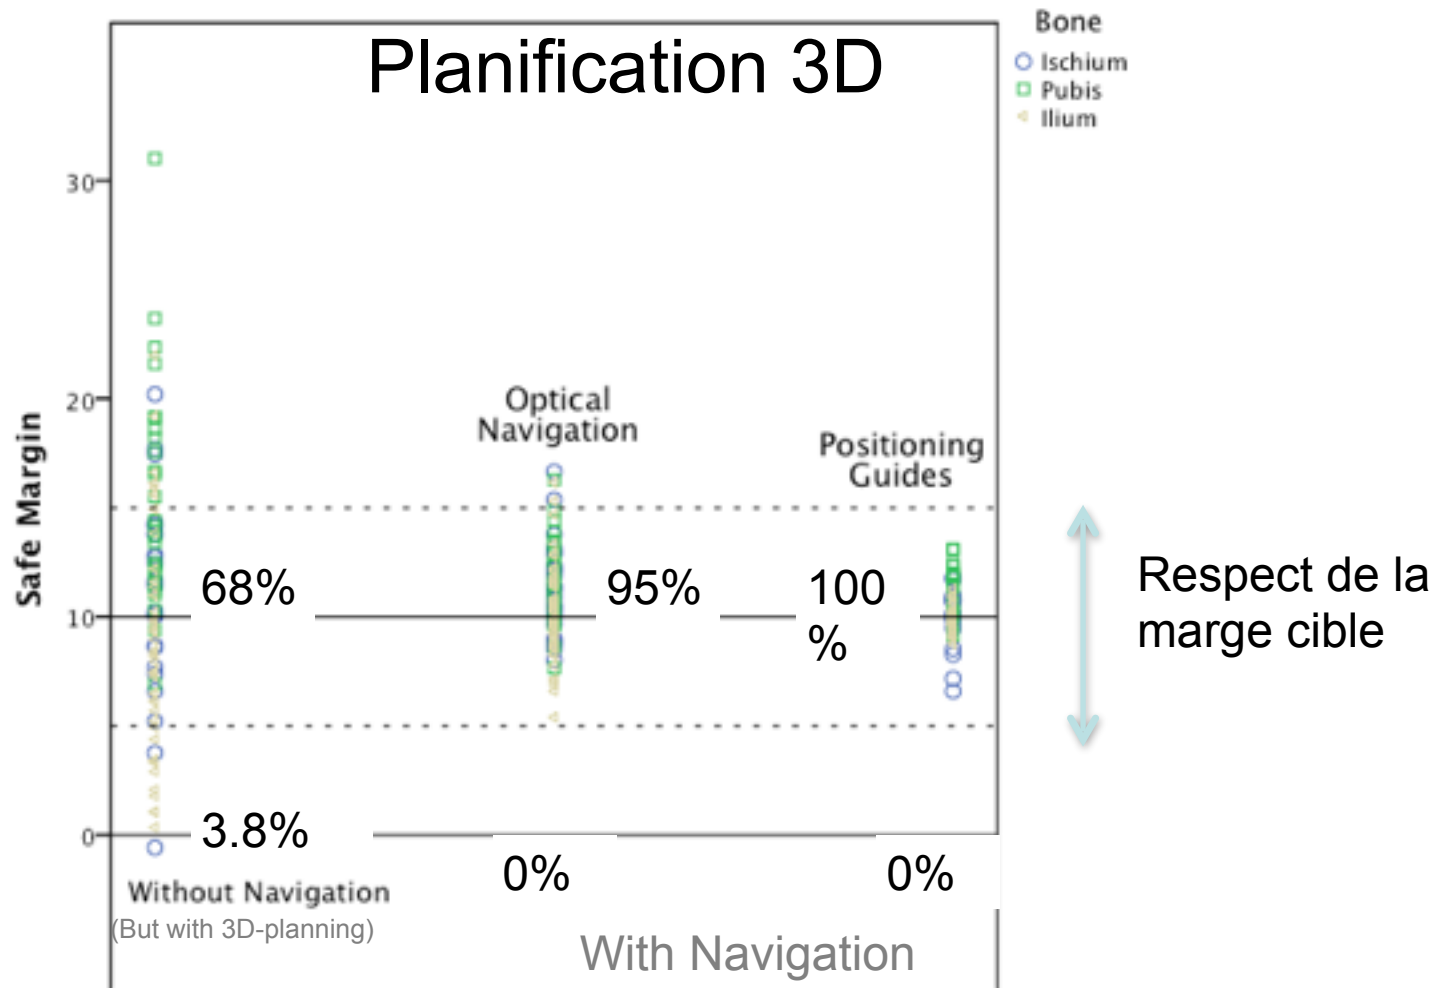 Planification 3D
Bone
Ischium
Pubis
Ilium
30
20
10
0
Safe Margin
Optical
Navigation
Positioning
Guides
68%
95%
100
%
Respect de la
marge cible
3.8%
0%
0%
Without Navigation
(But with 3D-planning)
With Navigation